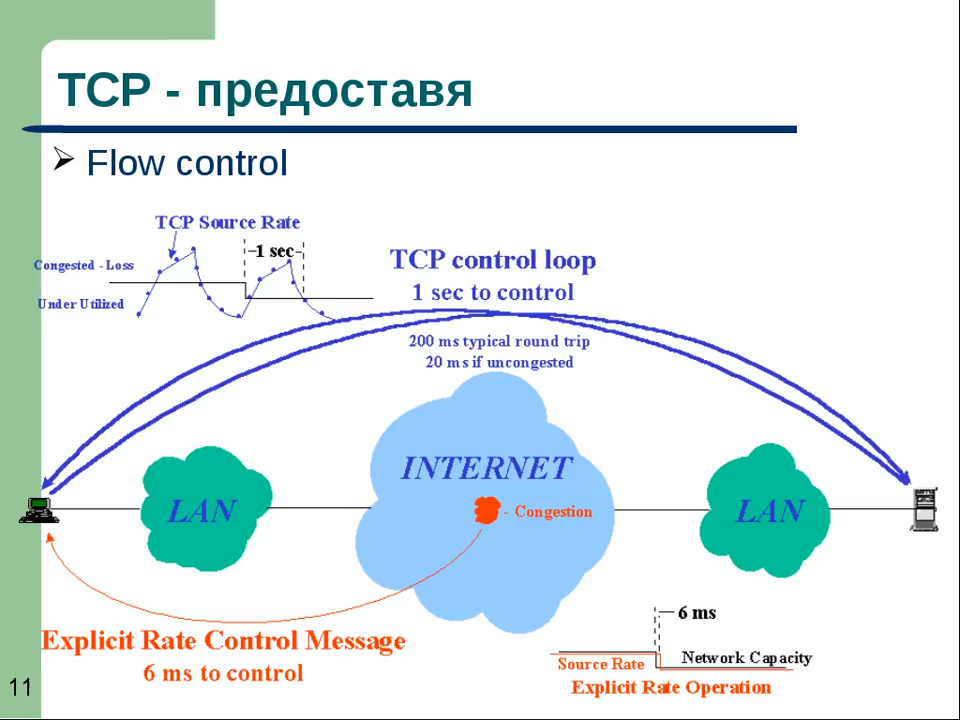 TCP - предоставя
Flow control
TCP Source Rate
1 sec
Congested - Loss
Under Utilized
TCP control loop
1 sec to control
200 ms typical round trip
20 ms if uncongested
INTERNET
LAN
- Congestion
LAN
Explicit Rate Control Message
6 ms to control
6 ms
Source Rate
Network Capacity
Explicit Rate Operation
11